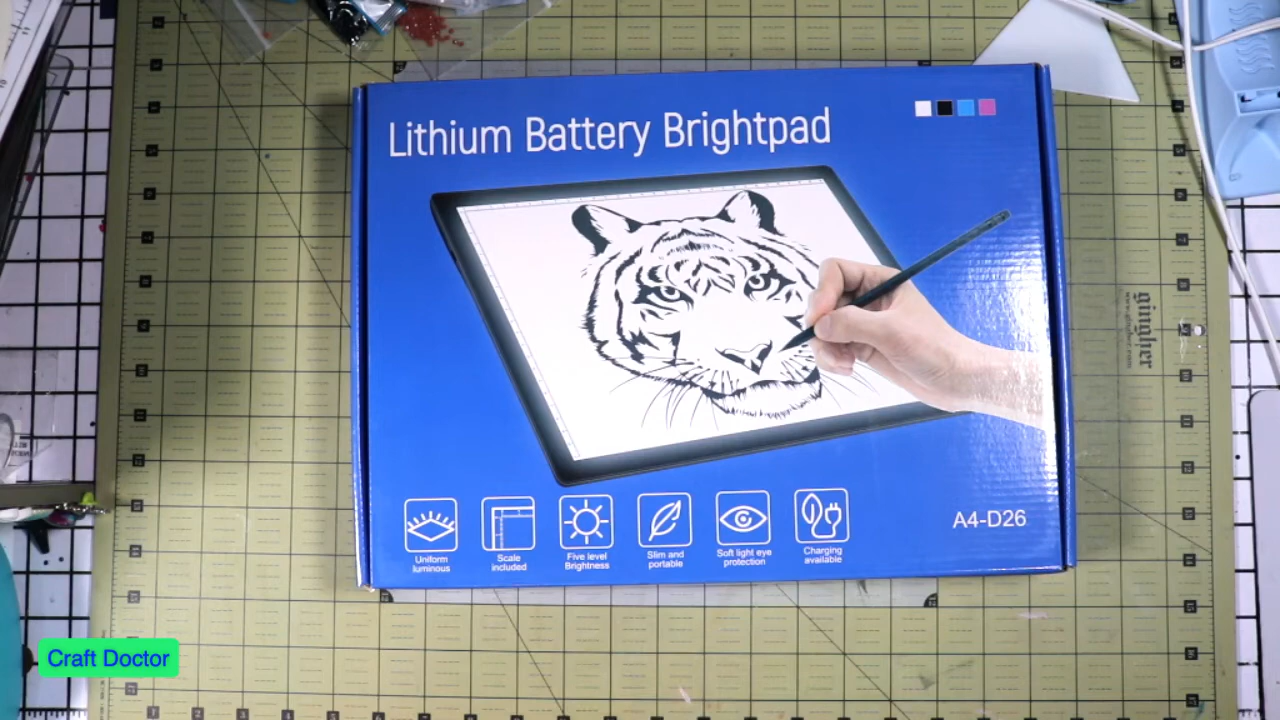 Lithium Battery Brightpad
gingher
Uniform
luminous
Scale
included
Five level
Brightness
Slim and
portable
Soft light eye
protection
Charging
available
A4-D26
Craft Doctor